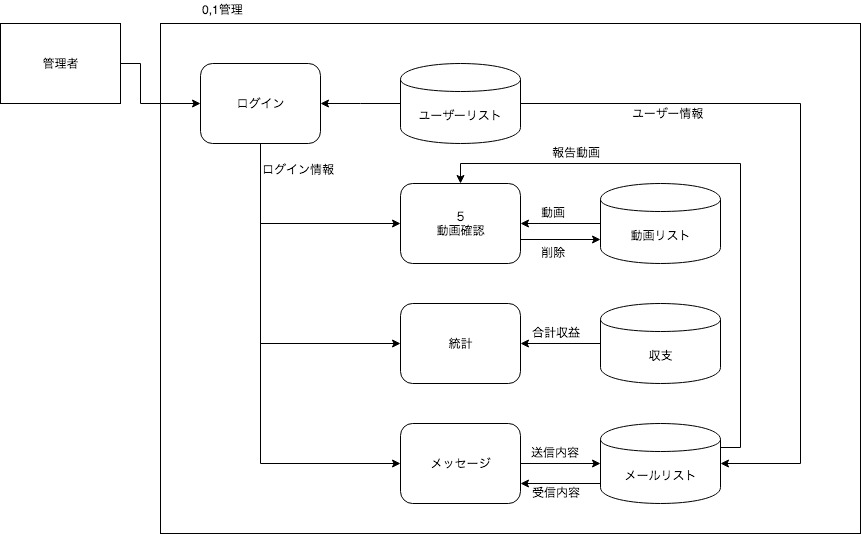 0,1管理
管理者
ログイン
ユーザーリスト
ユーザー情報
報告動画
ログイン情報
5
動画確認
動画
削除
動画リスト
統計
合計収益
収支
メッセージ
送信内容
受信内容
メールリスト